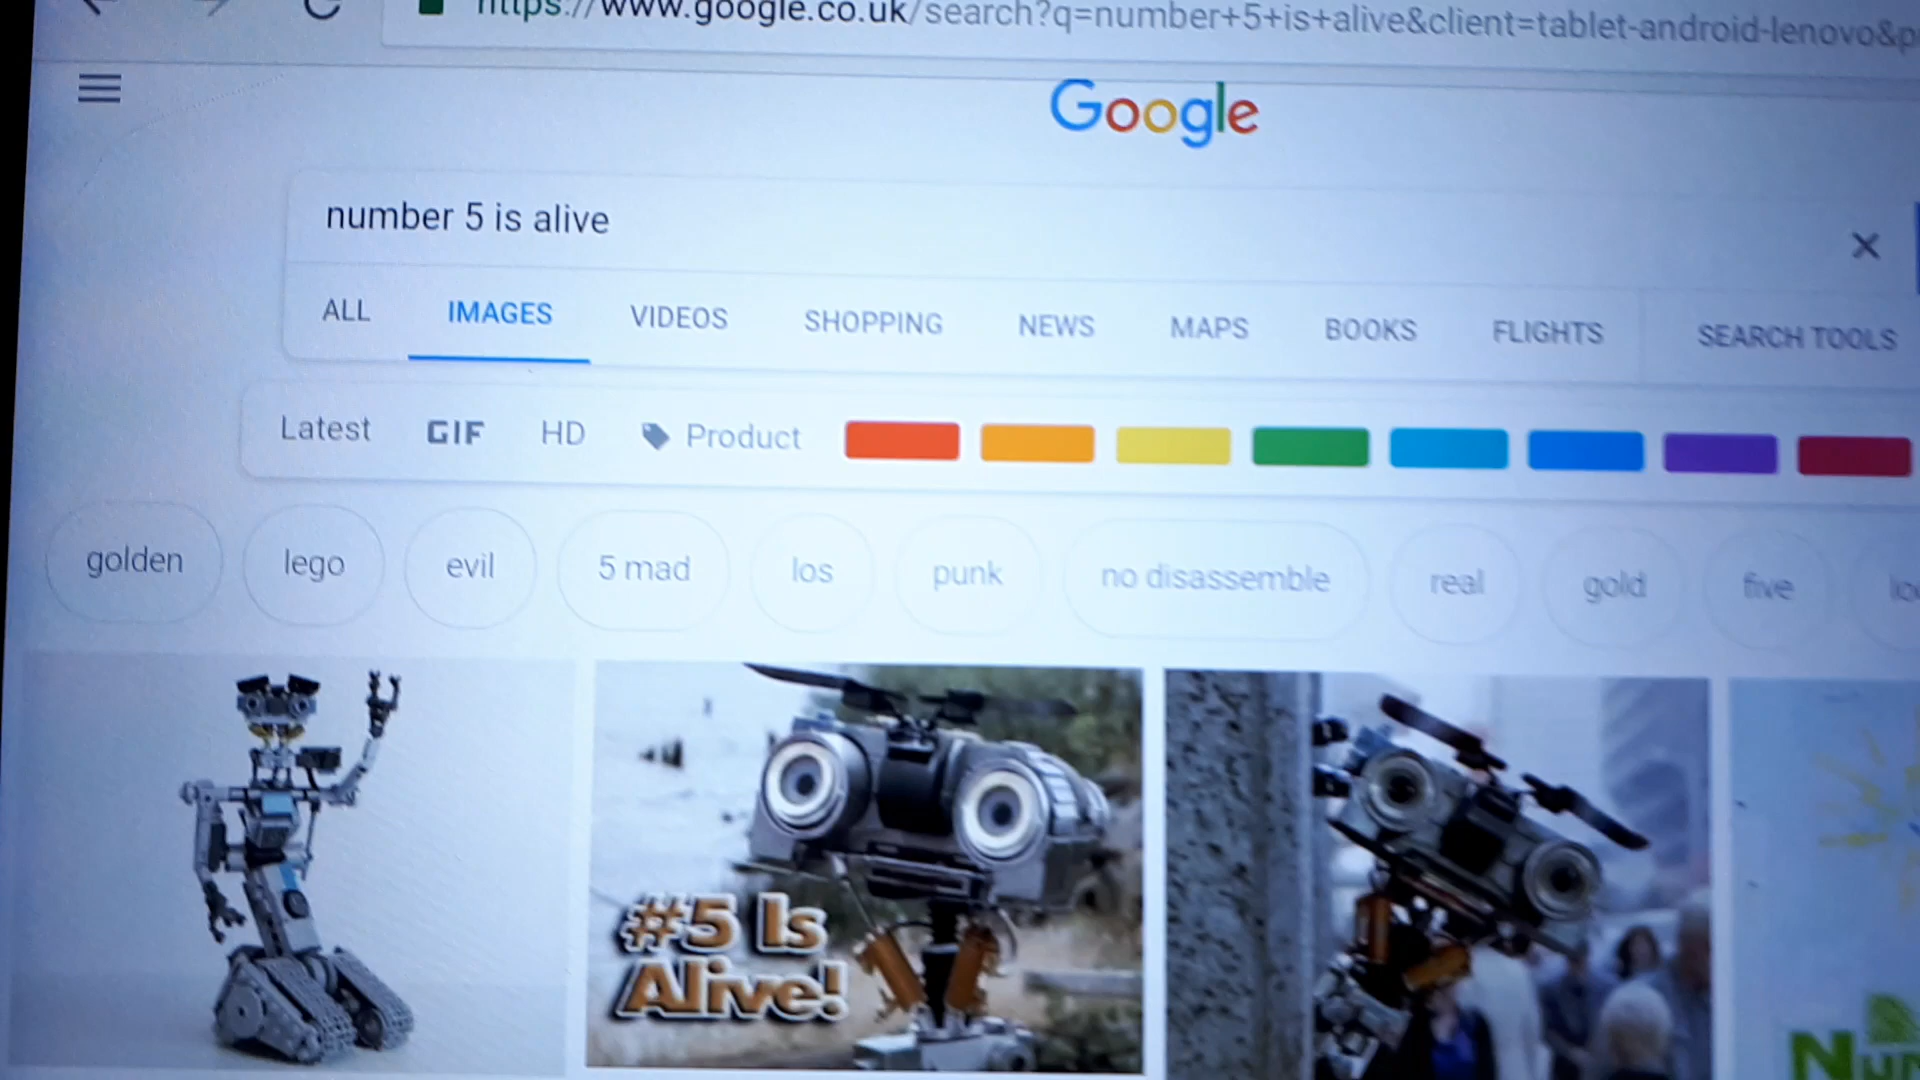 https://www.google.co.uk/search?q=number+5+is+alive&client=tablet-android-lenovo&p
Google
number 5 is alive
ALL IMAGES VIDEOS SHOPPING NEWS MAPS BOOKS FLIGHTS SEARCH TOOLS
Latest GIF HD Product
golden lego evil 5 mad los punk no disassemble real gold five
#5 Is
Alive!